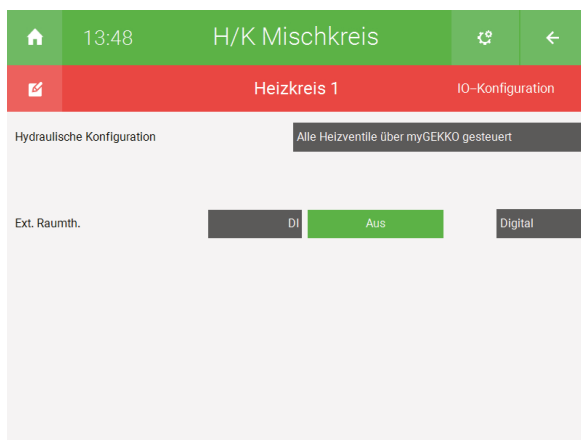 13:48 H/K Mischkreis
Heizkreis 1 IO-Konfiguration
Hydraulische Konfiguration Alle Heizventile über myGEKKO gesteuert
Ext. Raumth. DI Aus Digital